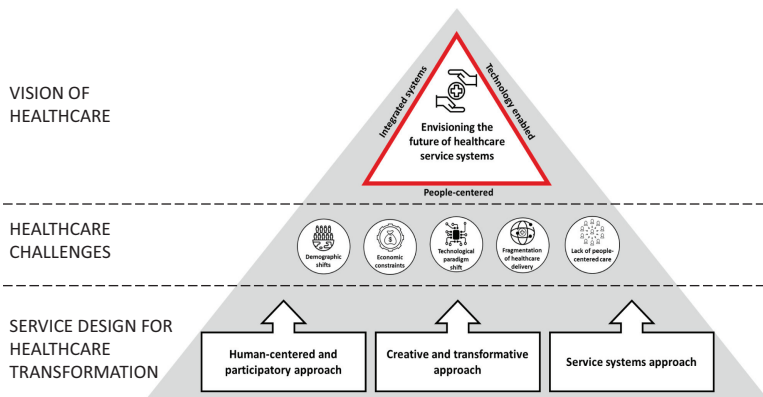 VISION OF
HEALTHCARE
Integrated systems
Technology enabled
Envisioning the
future of healthcare
service systems
People-centered
HEALTHCARE
CHALLENGES
Demographic
shifts
Economic
constraints
$
Technological
paradigm
shift
Fragmentation
of healthcare
delivery
Lack of people-
centered care
SERVICE DESIGN FOR
HEALTHCARE
TRANSFORMATION
Human-centered and
participatory approach
Creative and transformative
approach
Service systems approach